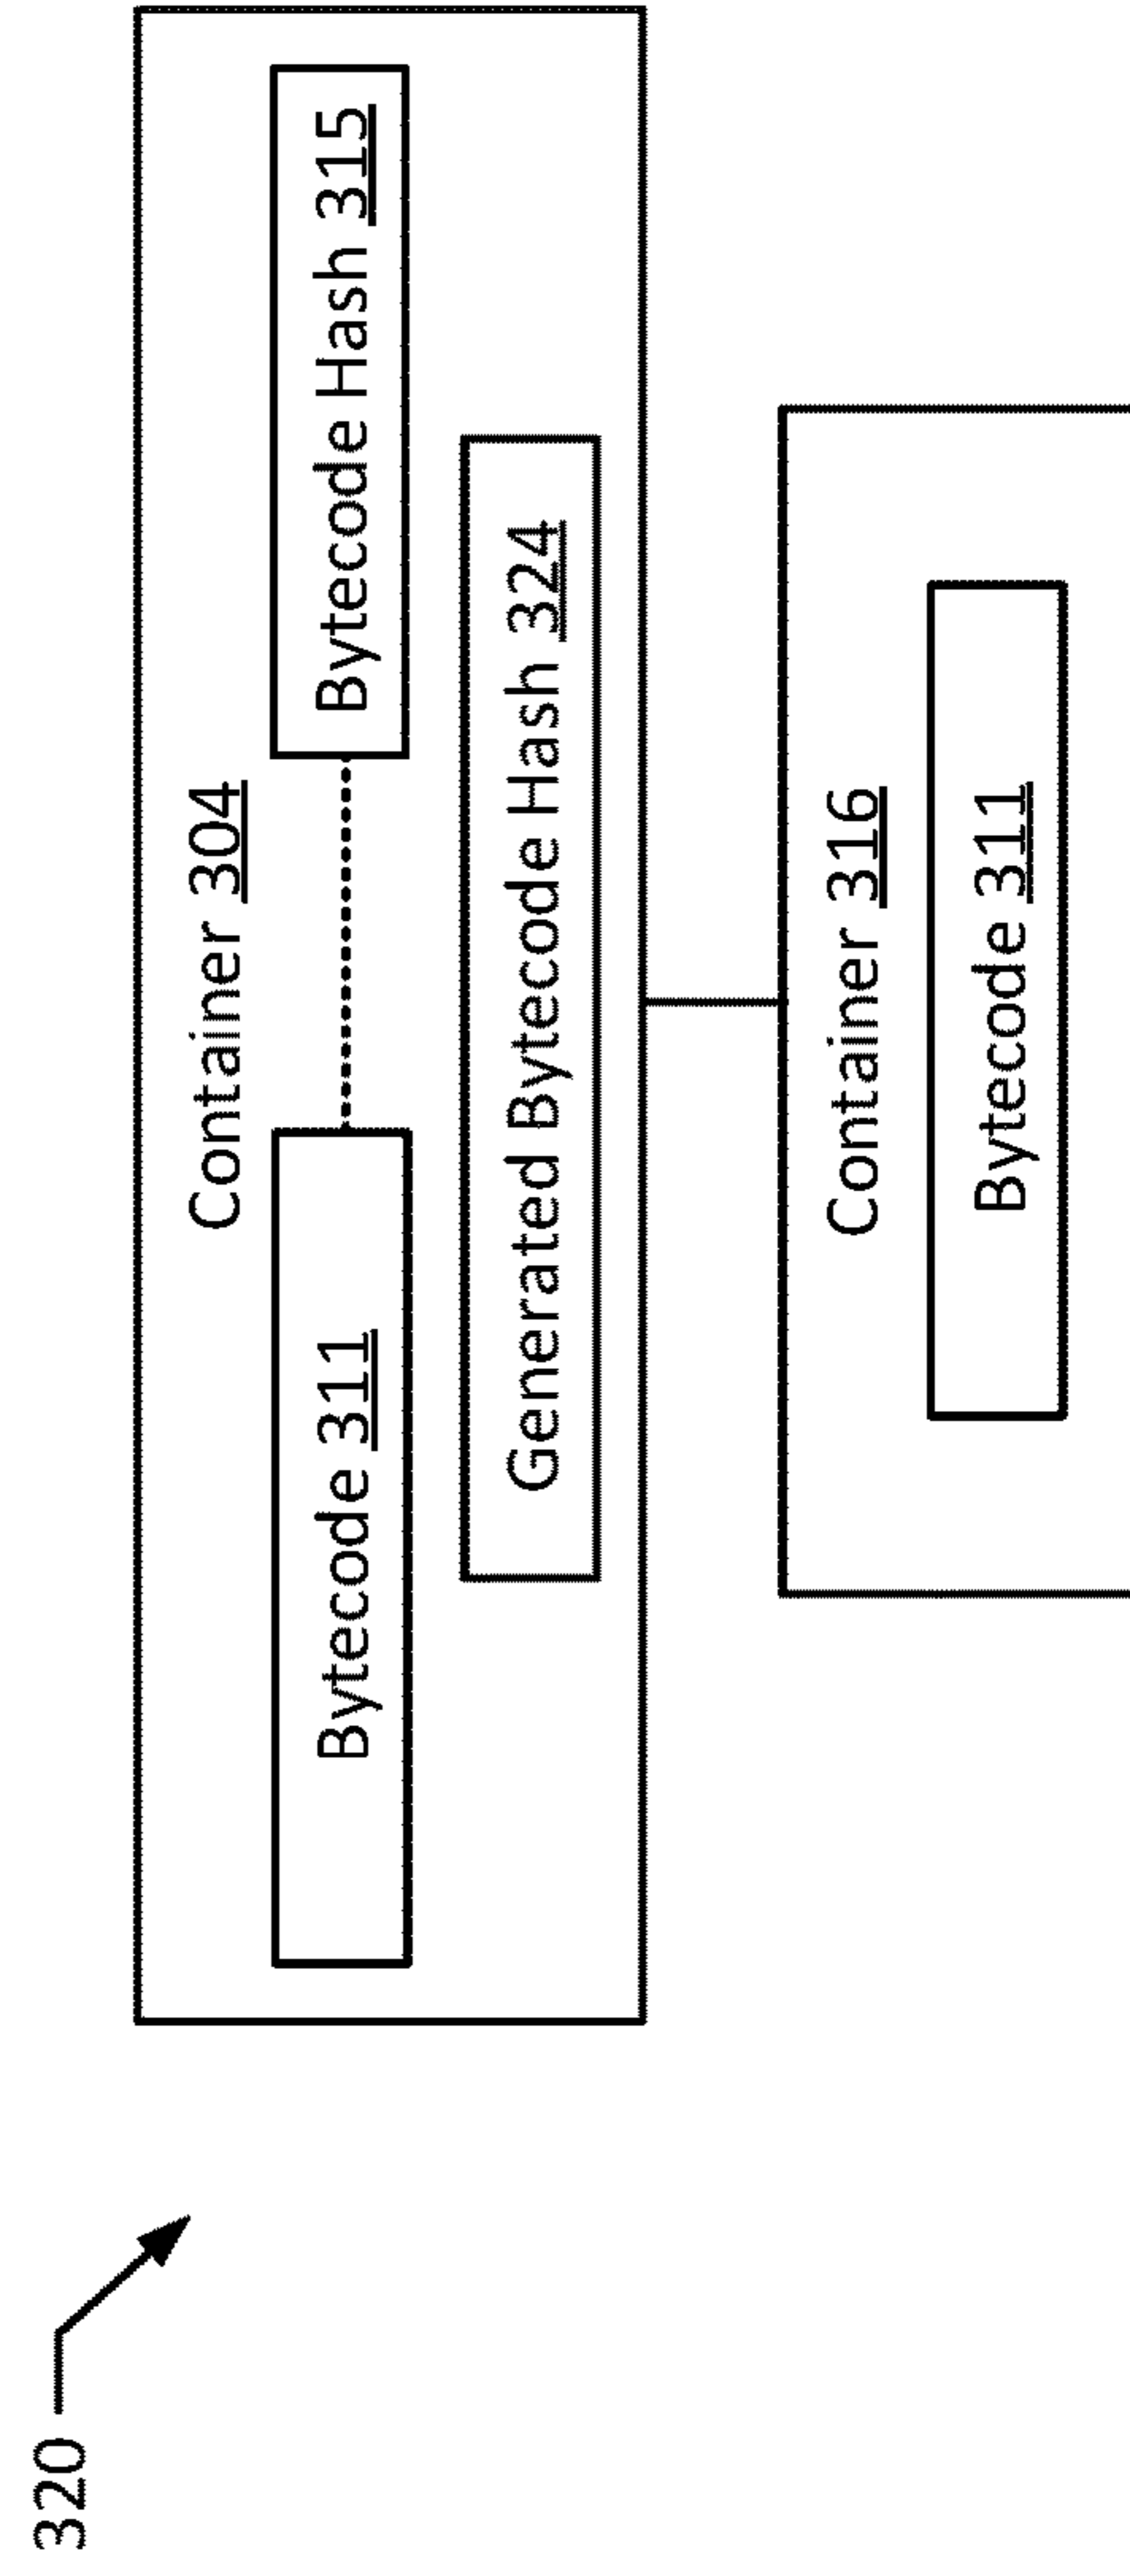 320
Container 304
Bytecode 311
Bytecode Hash 315
Generated Bytecode Hash 324
Container 316
Bytecode 311